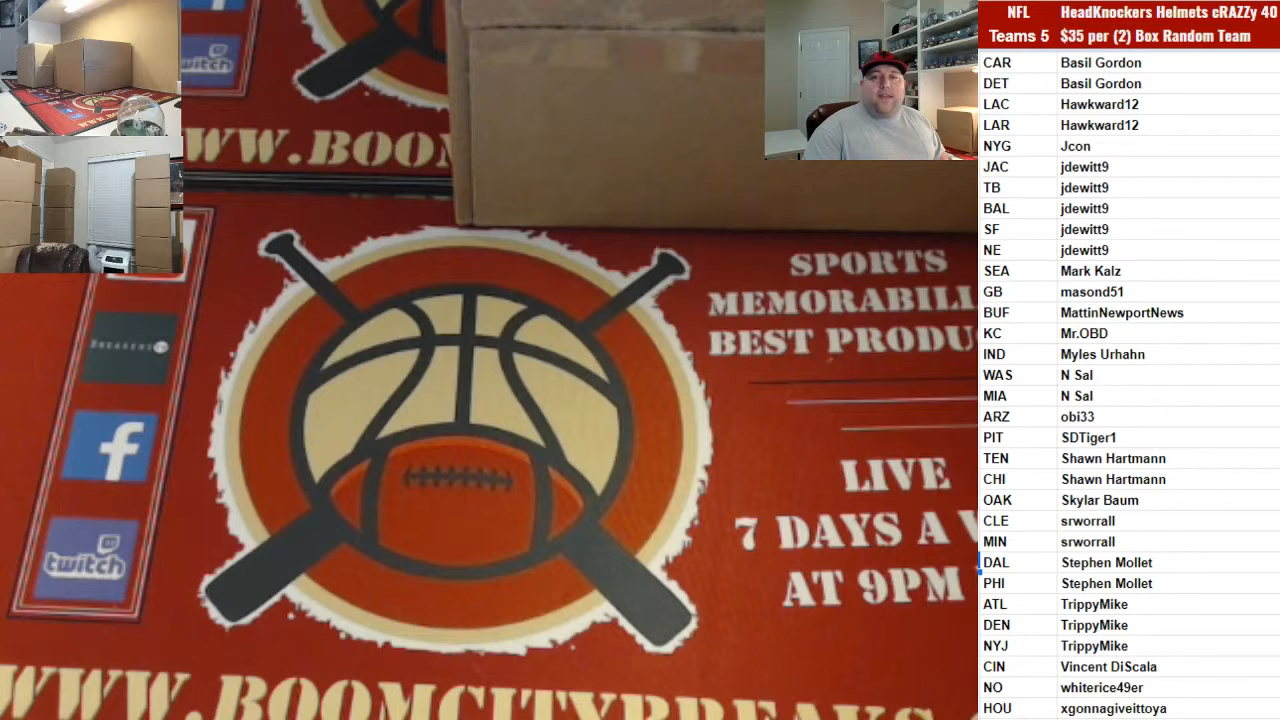 twitch
WW.BOOM
SPORTS
MEMORABILI
BEST PRODU
BREAKERS
f
LIVE
7 DAYS A
AT 9PM
twitch
WWW.BOOMCITYBREAKS.
NFL HeadKnockers Helmets cRAZZy 40
Teams 5 $35 per (2) Box Random Team
CAR Basil Gordon
DET Basil Gordon
LAC Hawkward12
LAR Hawkward12
NYG Jcon
JAC jdewitt9
TB jdewitt9
BAL jdewitt9
SF jdewitt9
NE jdewitt9
SEA Mark Kalz
GB masond51
BUF MattinNewportNews
KC Mr.OBD
IND Myles Urhahn
WAS N Sal
MIA N Sal
ARZ obi33
PIT SDTiger1
TEN Shawn Hartmann
CHI Shawn Hartmann
OAK Skylar Baum
CLE srworrall
MIN srworrall
DAL Stephen Mollet
PHI Stephen Mollet
ATL TrippyMike
DEN TrippyMike
NYJ TrippyMike
CIN Vincent DiScala
NO whiterice49er
HOU xgonnagiveittoya